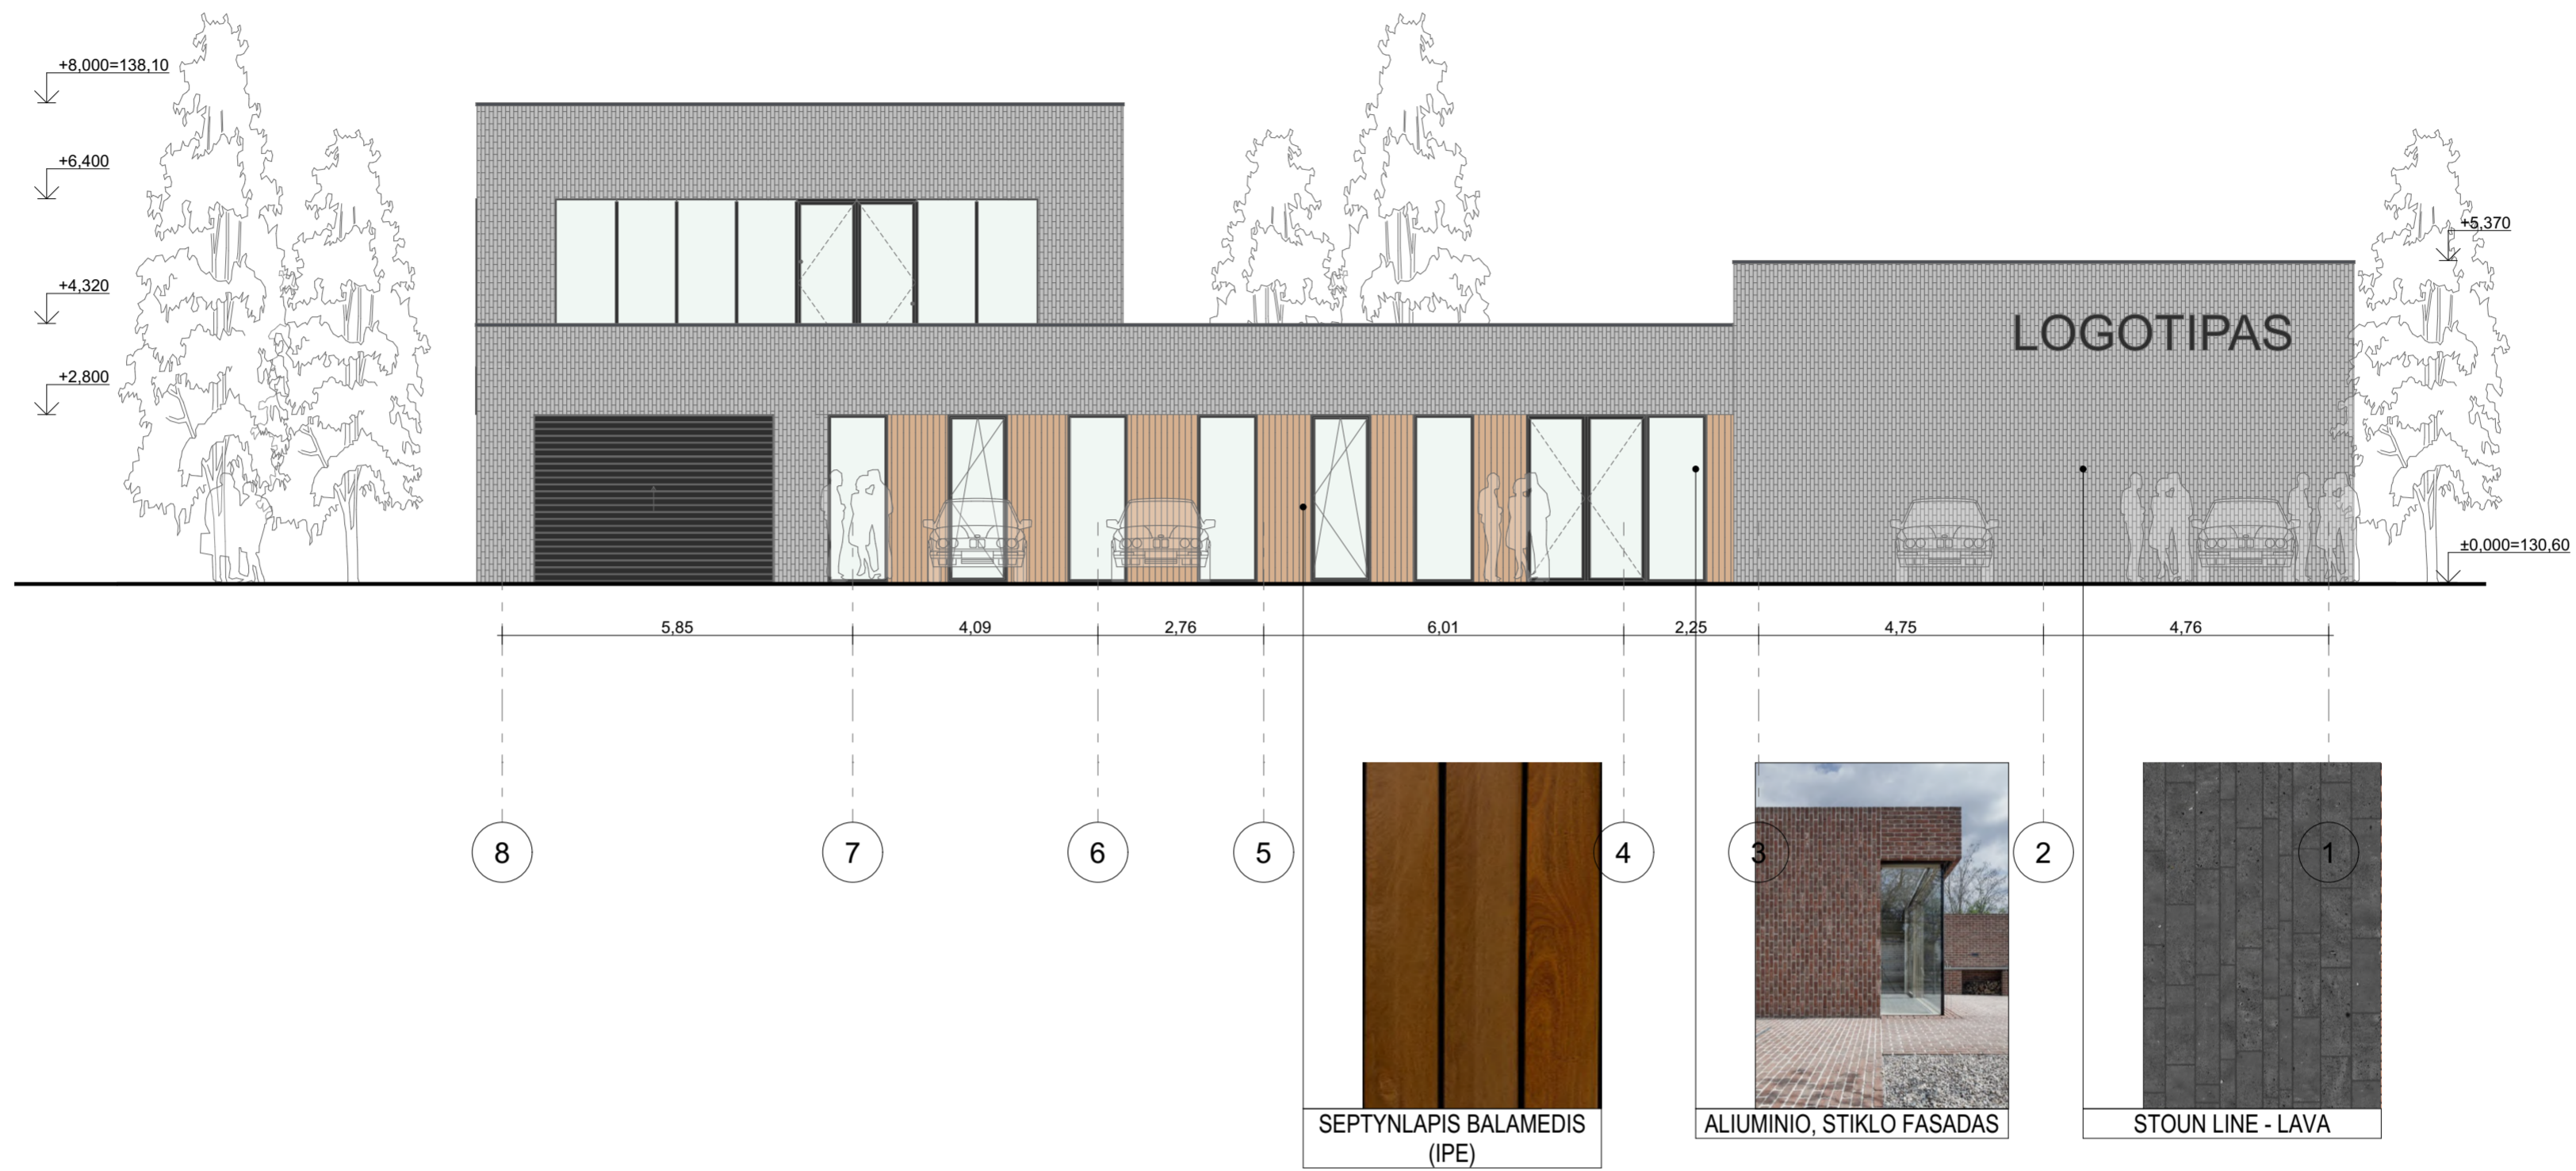 +8,000=138,10
+6,400
+5,370
+4,320
LOGOTIPAS
+2,800
±0,000=130,60
5,85 4,09 2,76 6,01 2,25 4,75 4,76
8 7 6 5 4 3 2 1
SEPTYNLAPIS BALAMEDIS
(IPE)
ALIUMINIO, STIKLO FASADAS
STOUN LINE - LAVA